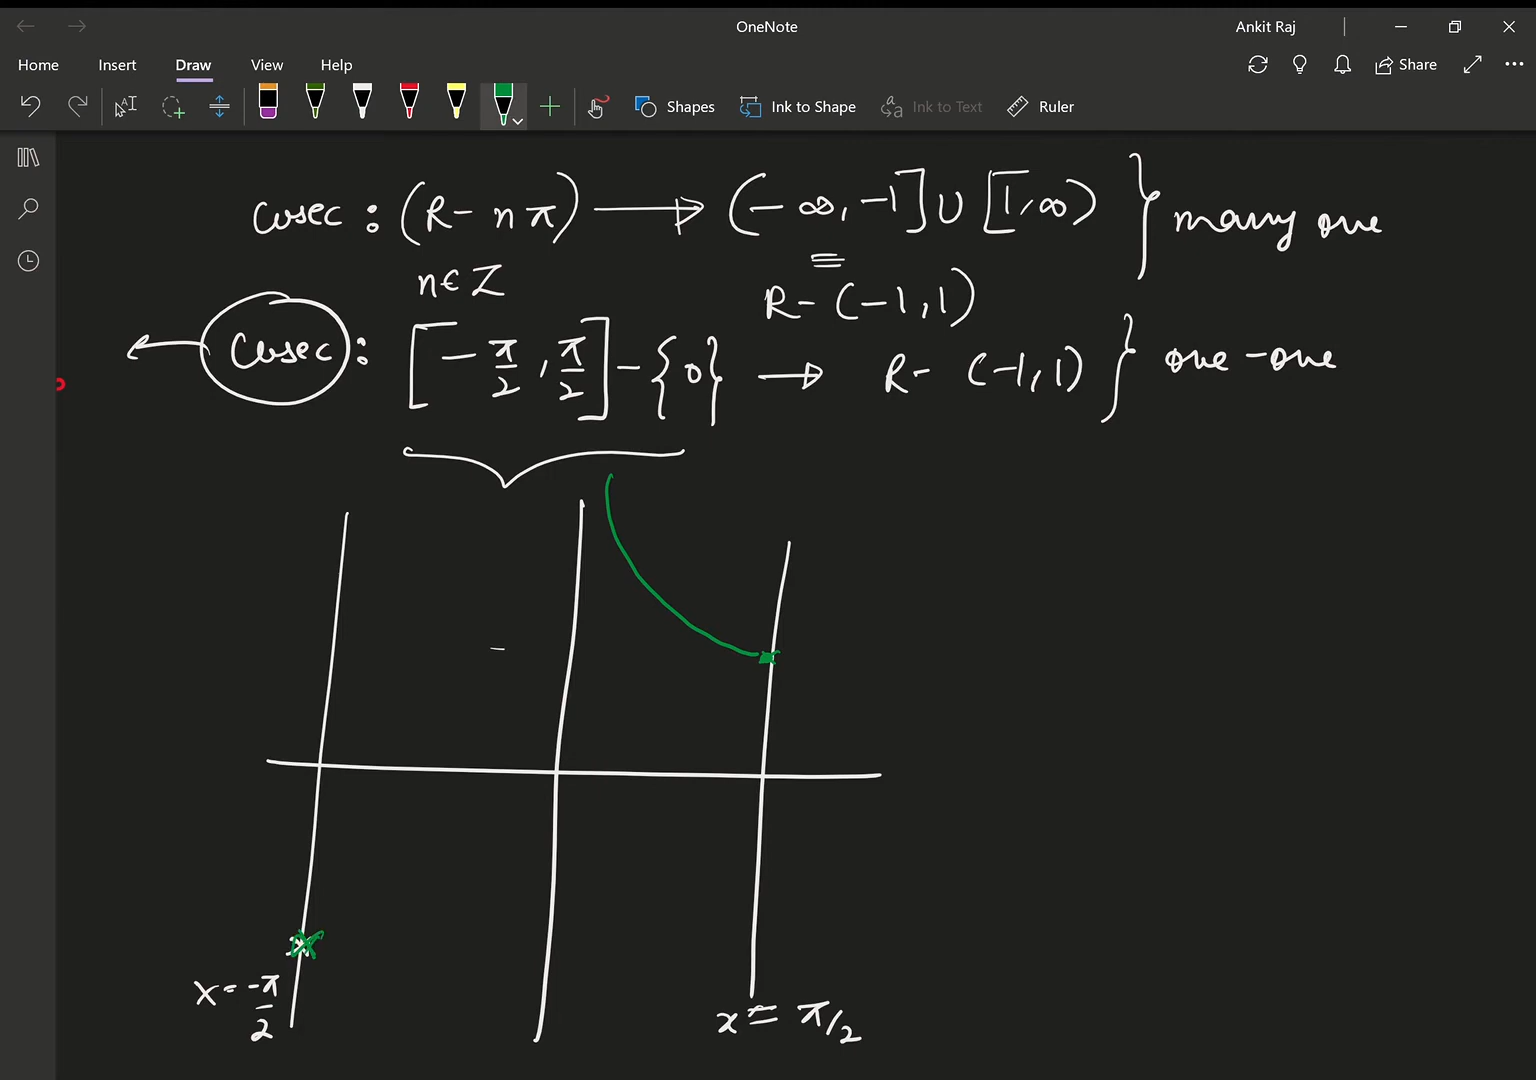 OneNote
Ankit Raj
Home Insert Draw View Help
Share
Shapes Ink to Shape Ink to Text Ruler
cosec : (R - nπ) → (-∞, -1] ∪ [1, ∞) } many one
n ∈ Z
≡
R - (-1, 1)
← cosec : [-π/2, π/2] - {0} → R - (-1, 1) } one-one
x = -π/2
x = π/2